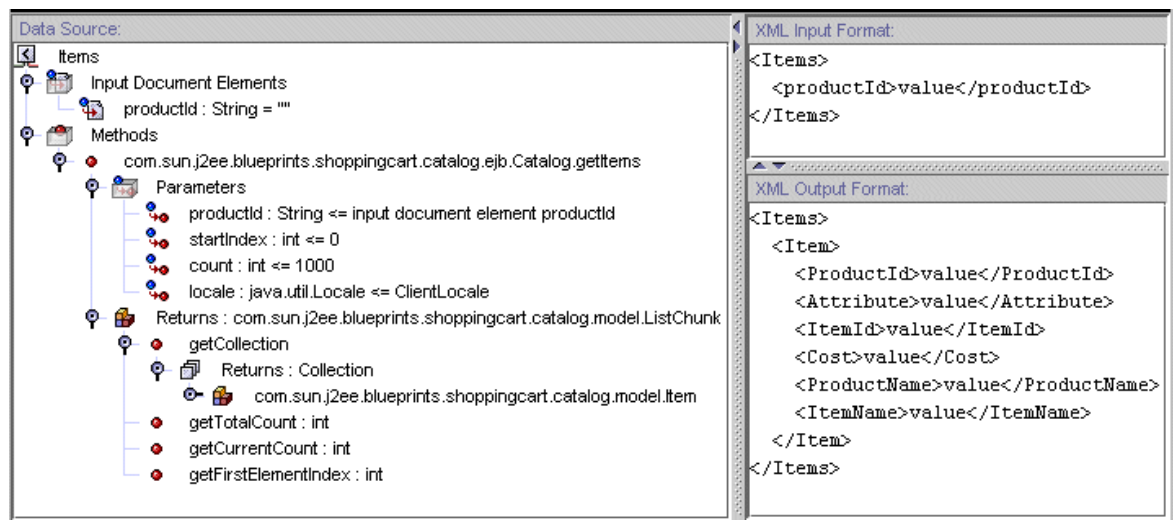 Data Source:
Items
Input Document Elements
productId : String = ""
Methods
com.sun.j2ee.blueprints.shoppingcart.catalog.ejb.Catalog.getItems
Parameters
productId : String <= input document element productId
startIndex : int <= 0
count : int <= 1000
locale : java.util.Locale <= ClientLocale
Returns : com.sun.j2ee.blueprints.shoppingcart.catalog.model.ListChunk
getCollection
Returns : Collection
com.sun.j2ee.blueprints.shoppingcart.catalog.model.Item
getTotalCount : int
getCurrentCount : int
getFirstElementIndex : int
XML Input Format:
<Items>
<productId>value</productId>
</Items>
XML Output Format:
<Items>
<Item>
<ProductId>value</ProductId>
<Attribute>value</Attribute>
<ItemId>value</ItemId>
<Cost>value</Cost>
<ProductName>value</ProductName>
<ItemName>value</ItemName>
</Item>
</Items>